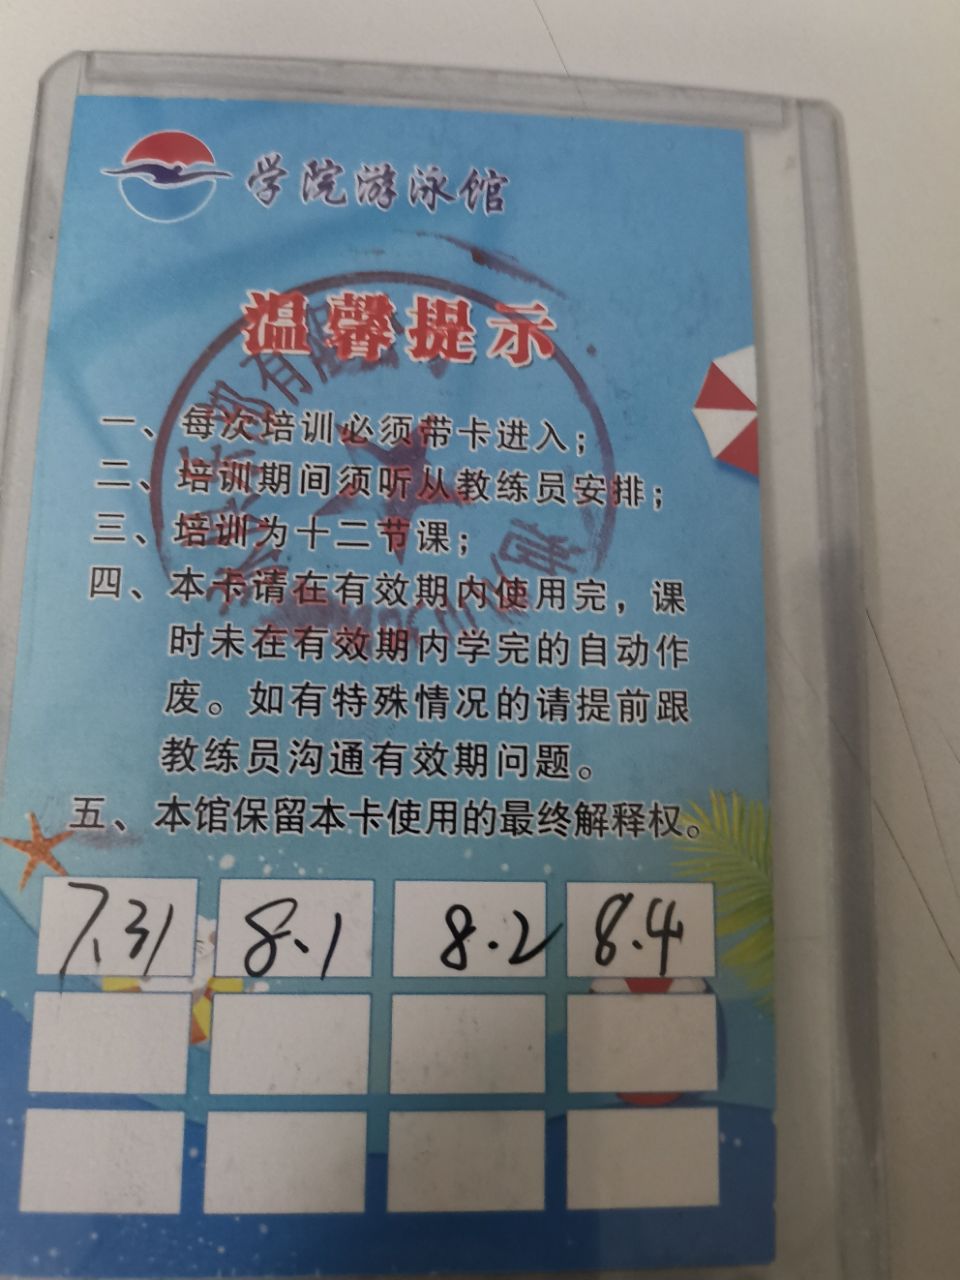 学院游泳馆
温馨提示
一、每次培训必须带卡进入；
二、培训期间须听从教练员安排；
三、培训为十二节课；
四、本卡请在有效期内使用完，课
时未在有效期内学完的自动作
废。如有特殊情况的请提前跟
教练员沟通有效期问题。
五、本馆保留本卡使用的最终解释权。
7.31 8.1 8.2 8.4